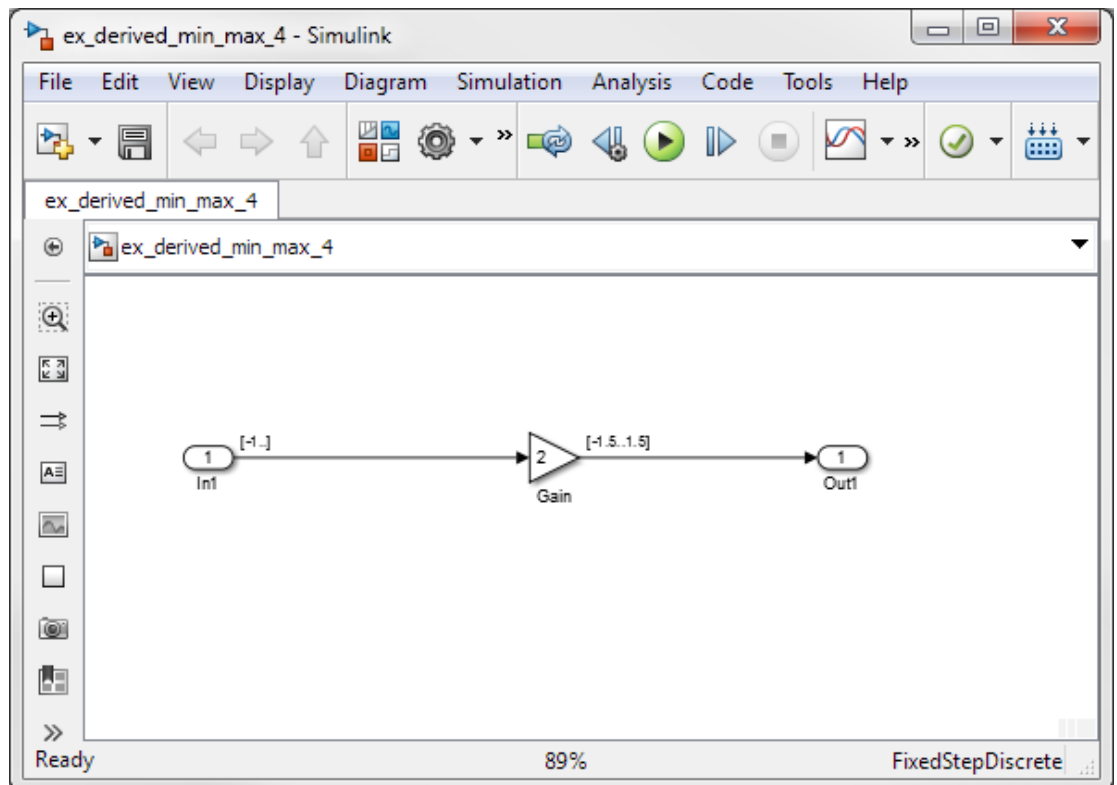 ex_derived_min_max_4 - Simulink
File Edit View Display Diagram Simulation Analysis Code Tools Help
ex_derived_min_max_4
ex_derived_min_max_4
[-1..]
[-1.5..1.5]
1
2
1
In1
Gain
Out1
Ready 89% FixedStepDiscrete